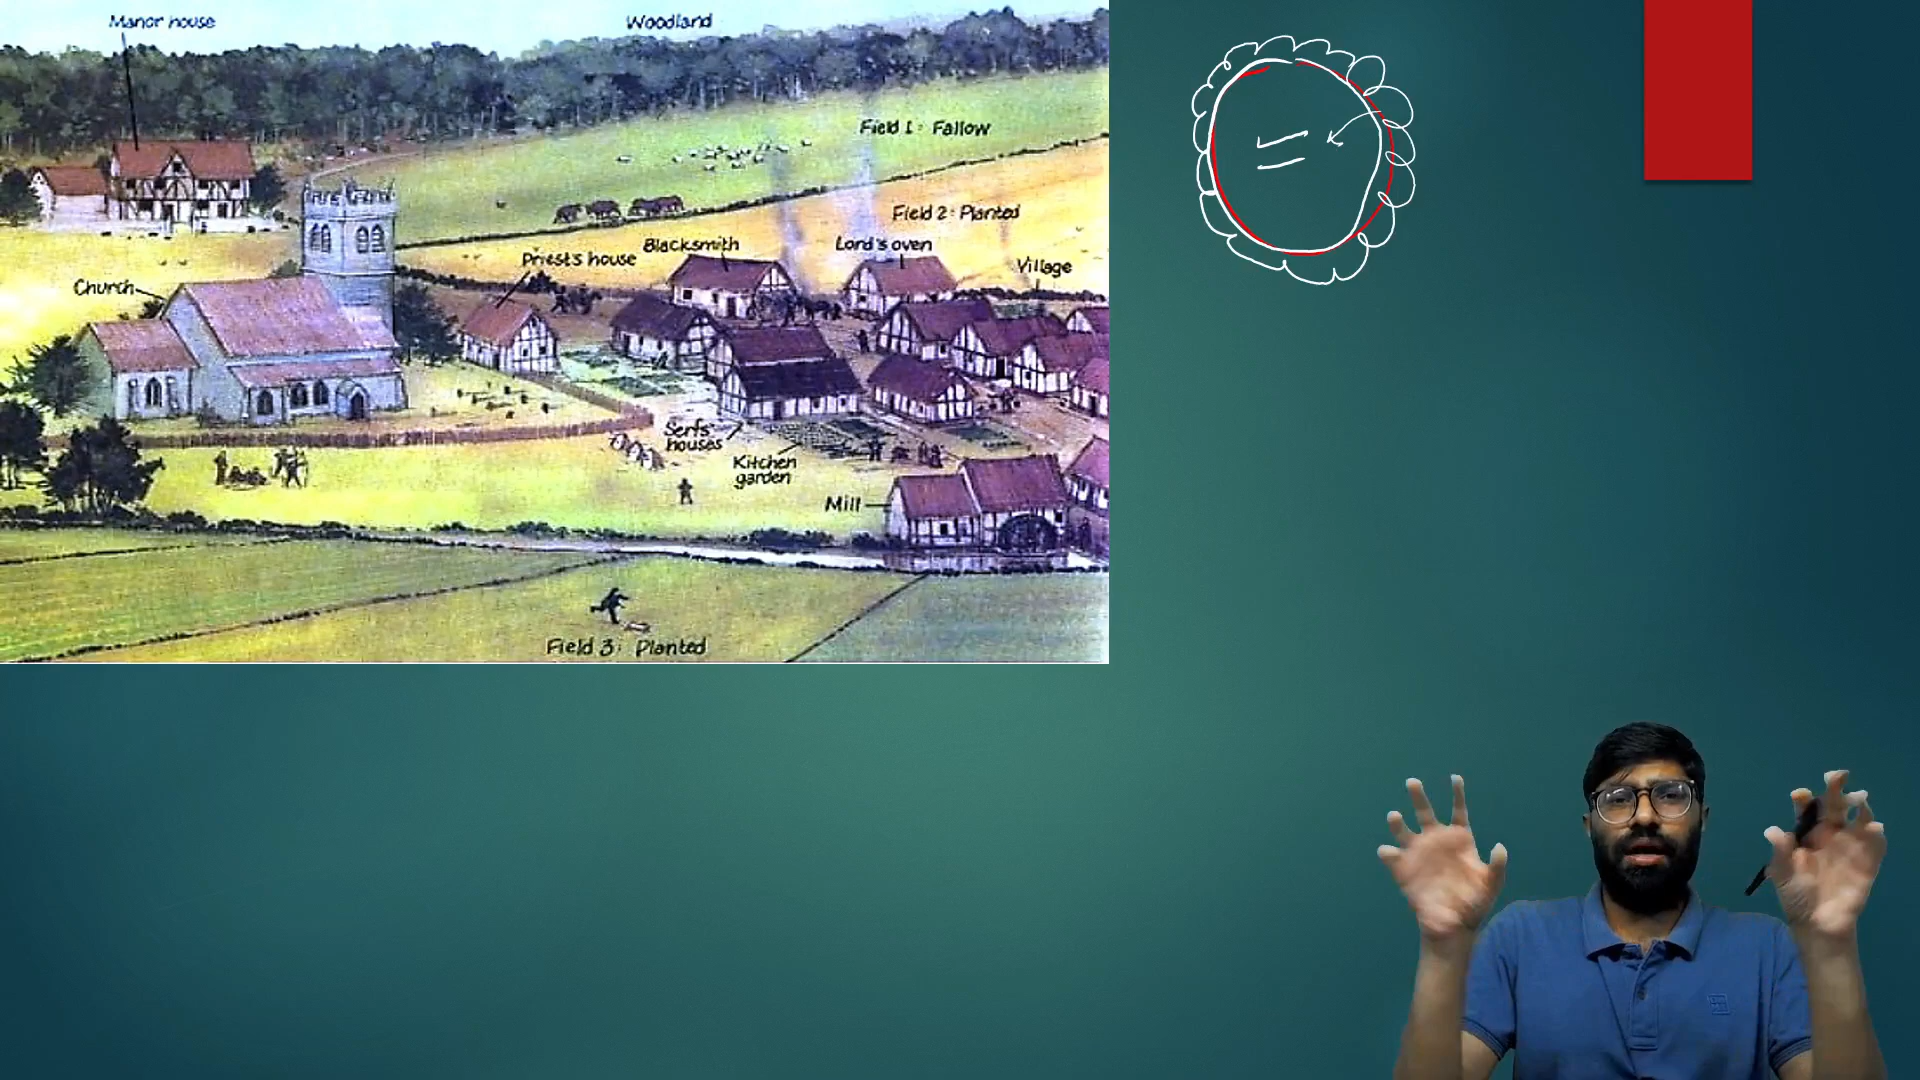 Manor house
Woodland
Field 1: Fallow
Field 2: Planted
Blacksmith
Lord's oven
Priest's house
Village
Church
Serfs'
houses
Kitchen
garden
Mill
Field 3: Planted